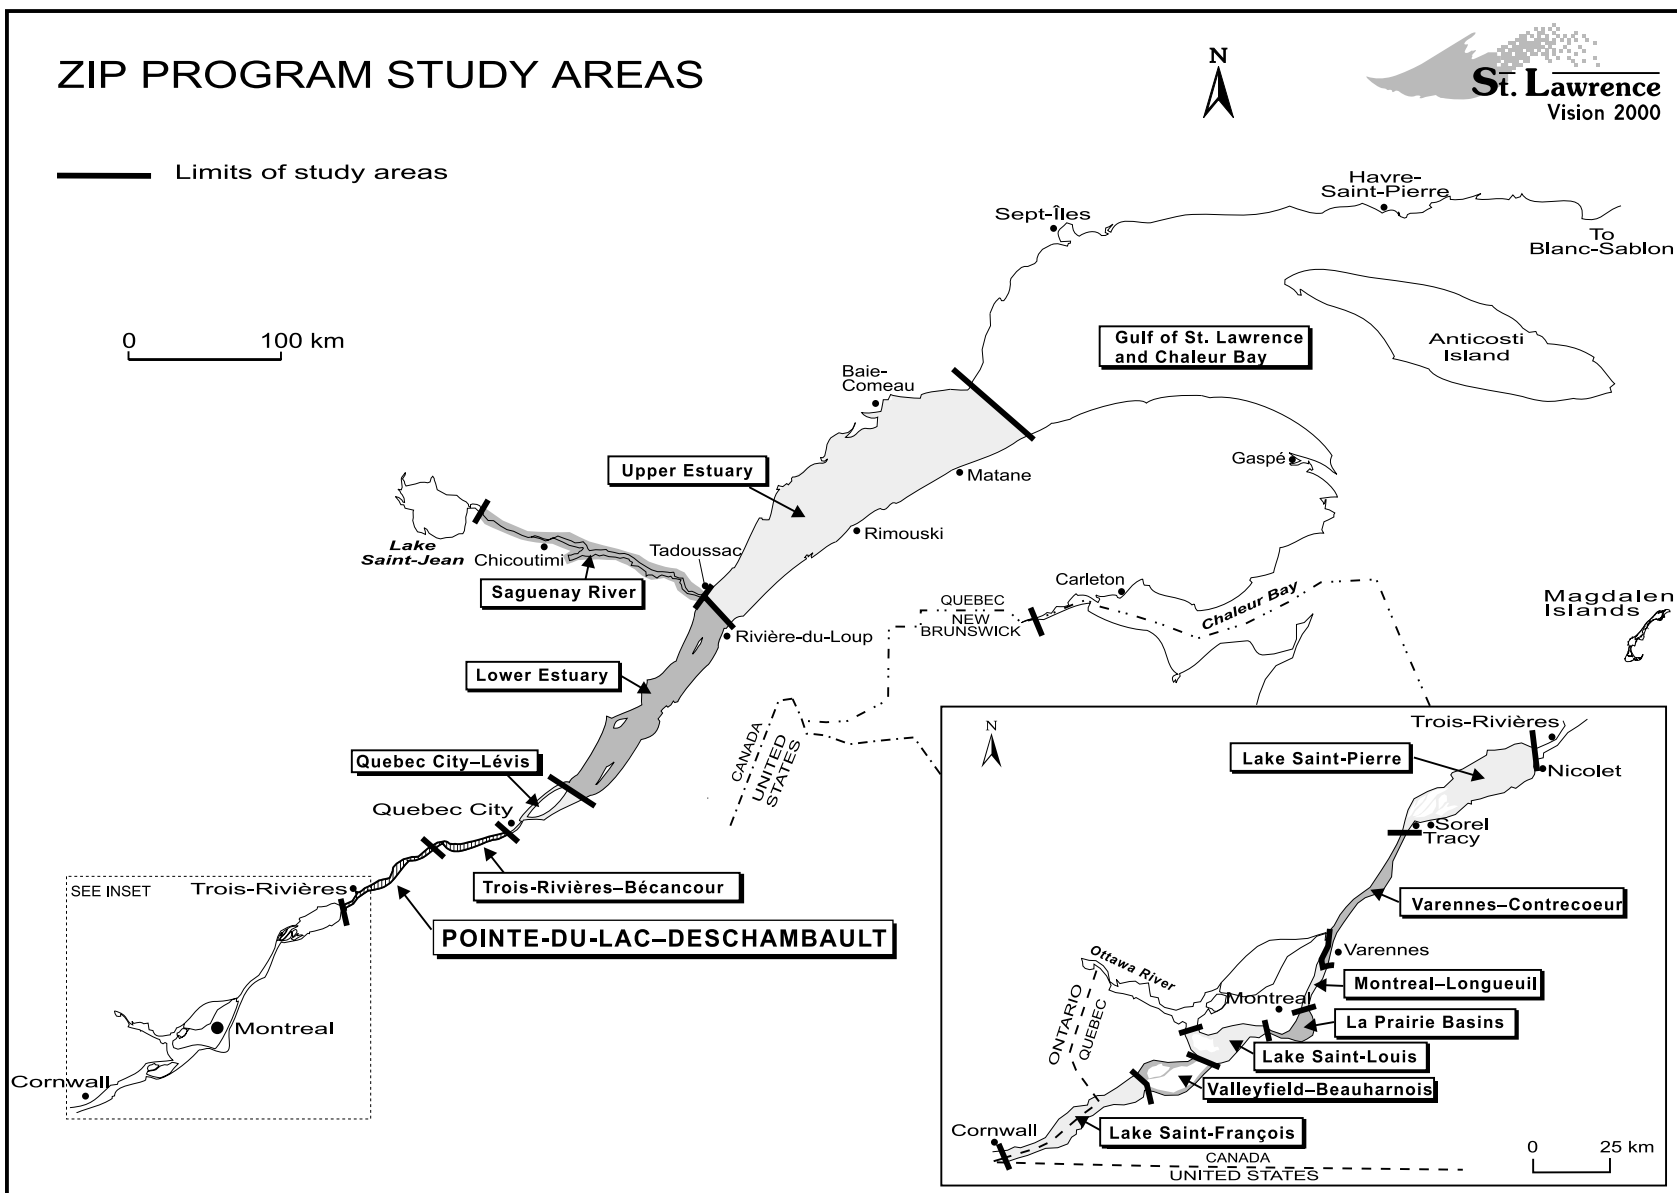 ZIP PROGRAM STUDY AREAS
N
St. Lawrence
Vision 2000
Limits of study areas
Havre-
Saint-Pierre
Sept-Îles
To
Blanc-Sablon
0 100 km
Gulf of St. Lawrence
and Chaleur Bay
Anticosti
Island
Baie-
Comeau
Upper Estuary
Matane
Gaspé
Rimouski
Lake
Saint-Jean
Chicoutimi
Tadoussac
Saguenay River
Carleton
Chaleur Bay
QUEBEC
NEW
BRUNSWICK
Magdalen
Islands
Rivière-du-Loup
Lower Estuary
CANADA
UNITED
STATES
Quebec City–Lévis
Quebec City
Trois-Rivières–Bécancour
SEE INSET
Trois-Rivières
POINTE-DU-LAC–DESCHAMBAULT
Montreal
Cornwall
N
Trois-Rivières
Lake Saint-Pierre
Nicolet
Sorel
Tracy
Varennes–Contrecoeur
Varennes
Ottawa River
Montreal–Longueuil
Montreal
La Prairie Basins
ONTARIO
QUEBEC
Lake Saint-Louis
Valleyfield–Beauharnois
Cornwall
Lake Saint-François
CANADA
UNITED STATES
0 25 km